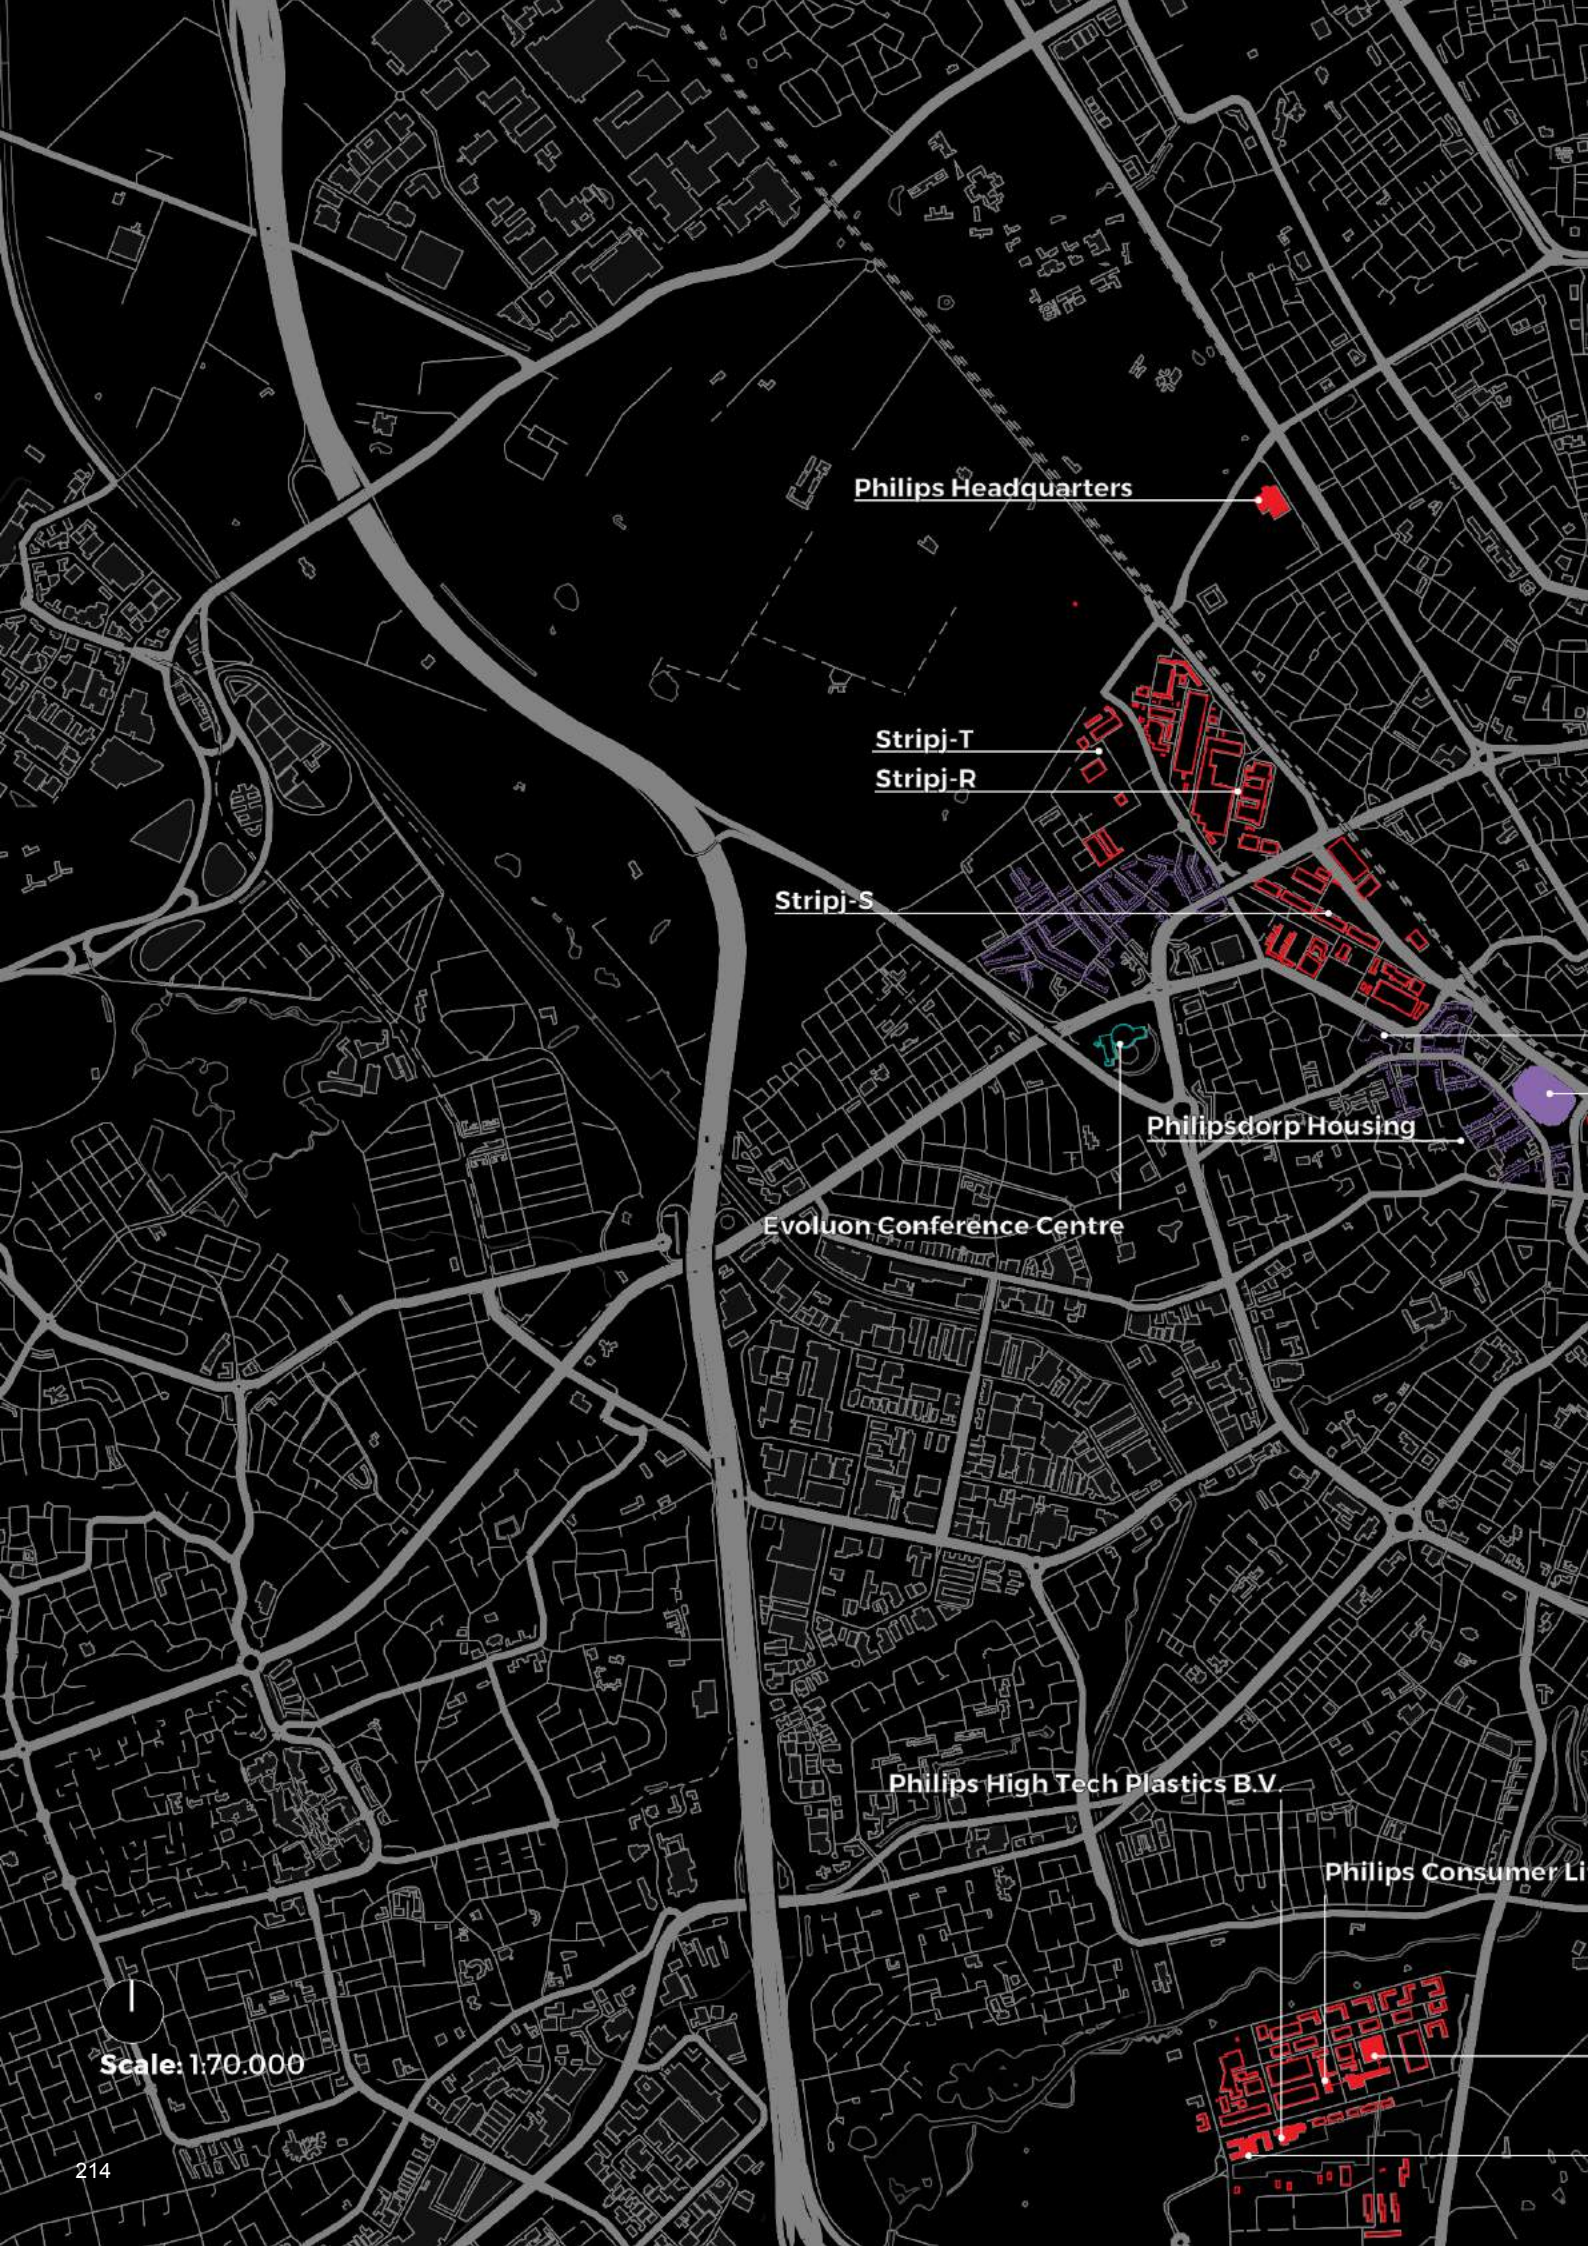 Philips Headquarters
Stripj-T
Stripj-R
Stripj-S
Philipsdorp Housing
Evoluon Conference Centre
Philips High Tech Plastics B.V.
Philips Consumer Li
Scale: 1:70.000
214